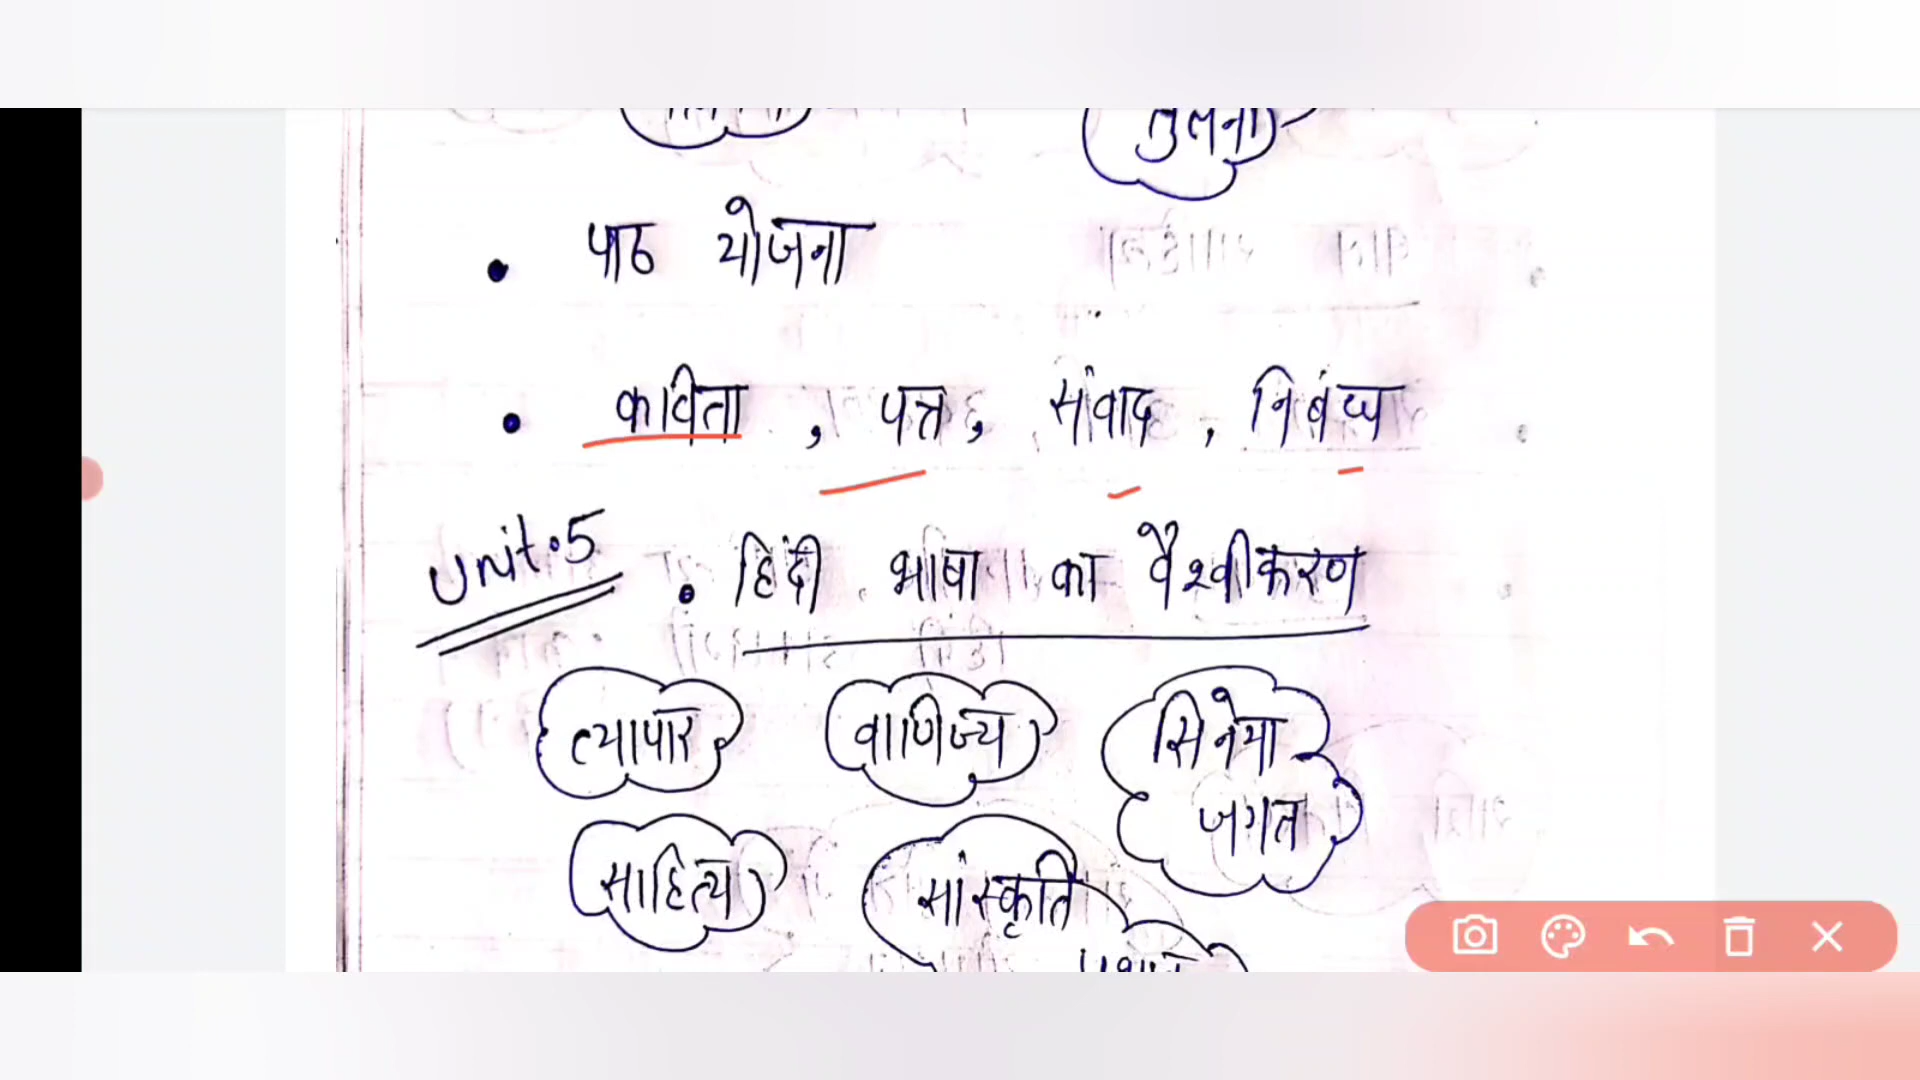 तुलना
• पाठ योजना
• कविता , पत्र, संवाद , निबंध
Unit.5 • हिंदी भाषा का वैश्वीकरण
व्यापार वाणिज्य सिनेमा
जगत
साहित्य सांस्कृति